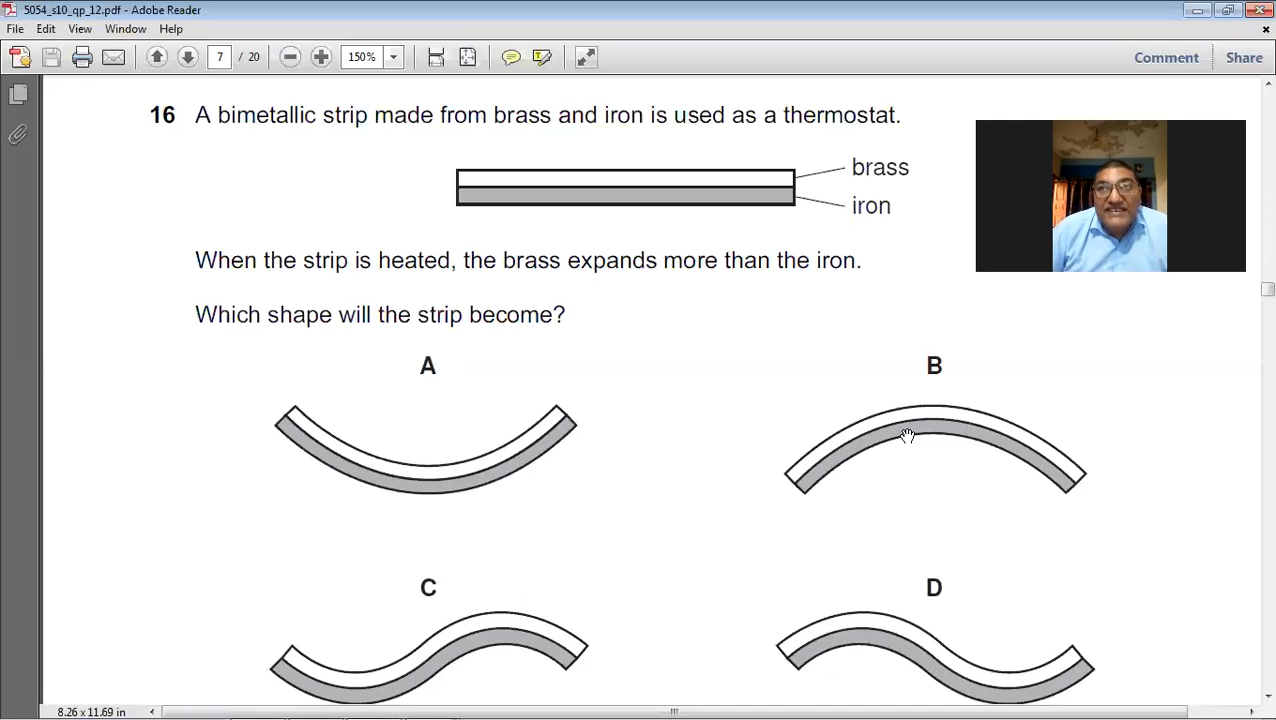 5054_s10_qp_12.pdf - Adobe Reader
File Edit View Window Help
7 / 20 150% Comment Share
16 A bimetallic strip made from brass and iron is used as a thermostat.
brass
iron
When the strip is heated, the brass expands more than the iron.
Which shape will the strip become?
A B
C D
8.26 x 11.69 in